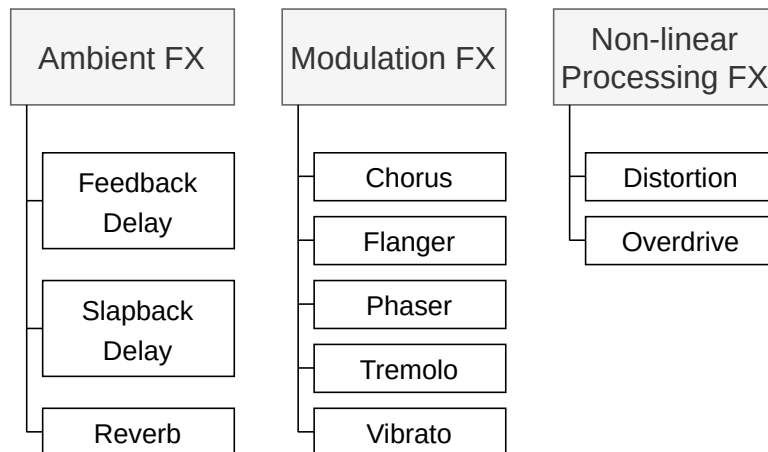 Ambient FX
Feedback
Delay
Slapback
Delay
Reverb
Modulation FX
Chorus
Flanger
Phaser
Tremolo
Vibrato
Non-linear
Processing FX
Distortion
Overdrive